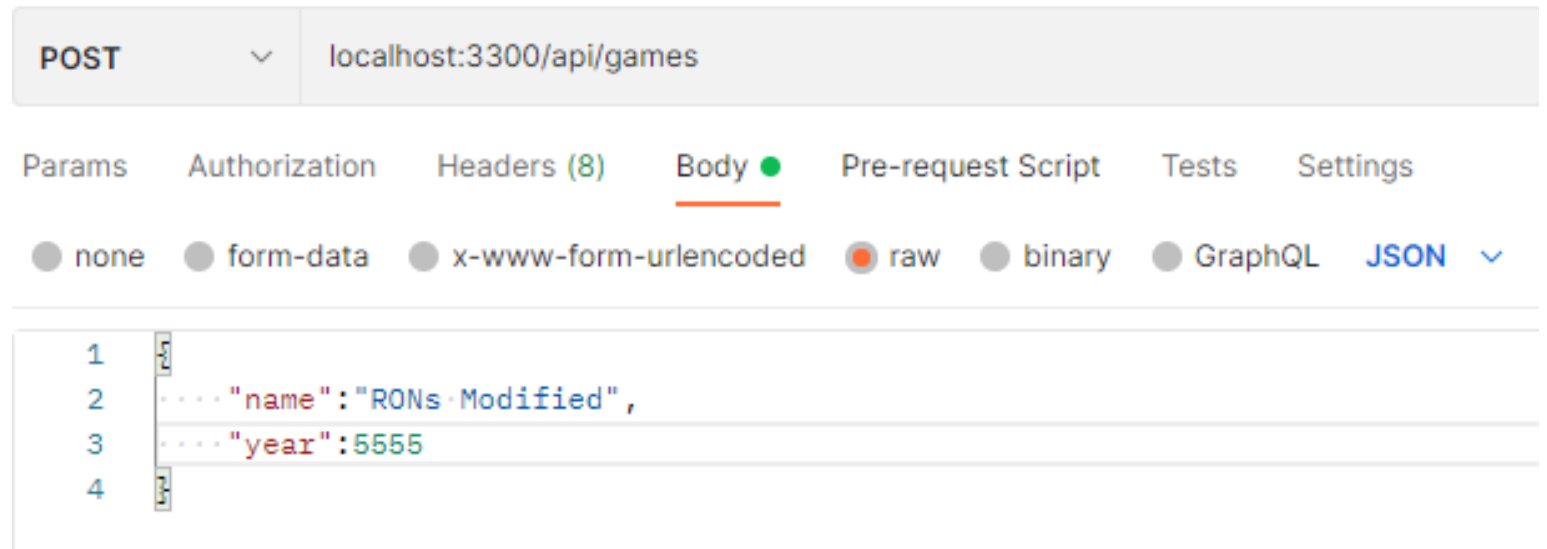 POST localhost:3300/api/games
Params Authorization Headers (8) Body Pre-request Script Tests Settings
none form-data x-www-form-urlencoded raw binary GraphQL JSON
1 {
2 "name":"RONs Modified",
3 "year":5555
4 }